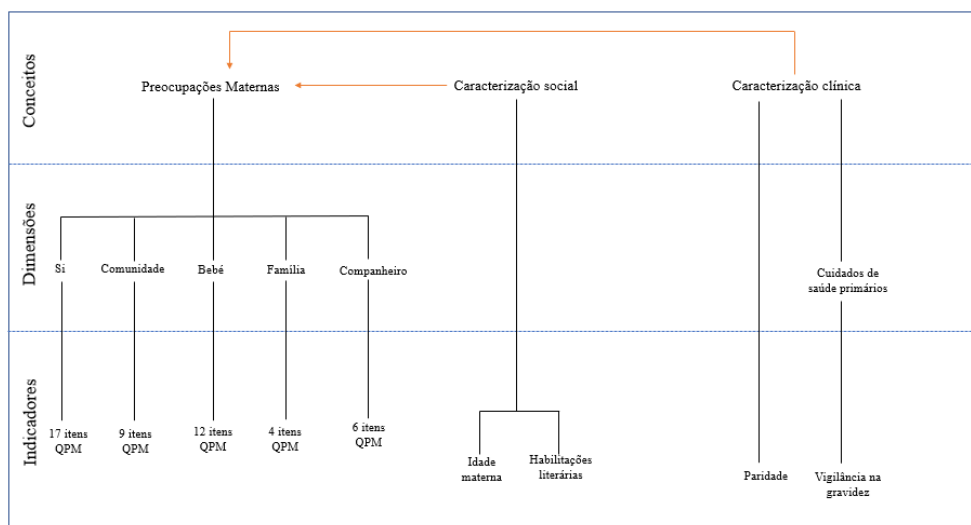 Conceitos
Preocupações Maternas
Caracterização social
Caracterização clínica
Dimensões
Si
Comunidade
Bebé
Família
Companheiro
Cuidados de
saúde primários
Indicadores
17 itens
QPM
9 itens
QPM
12 itens
QPM
4 itens
QPM
6 itens
QPM
Idade
materna
Habilitações
literárias
Paridade
Vigilância na
gravidez